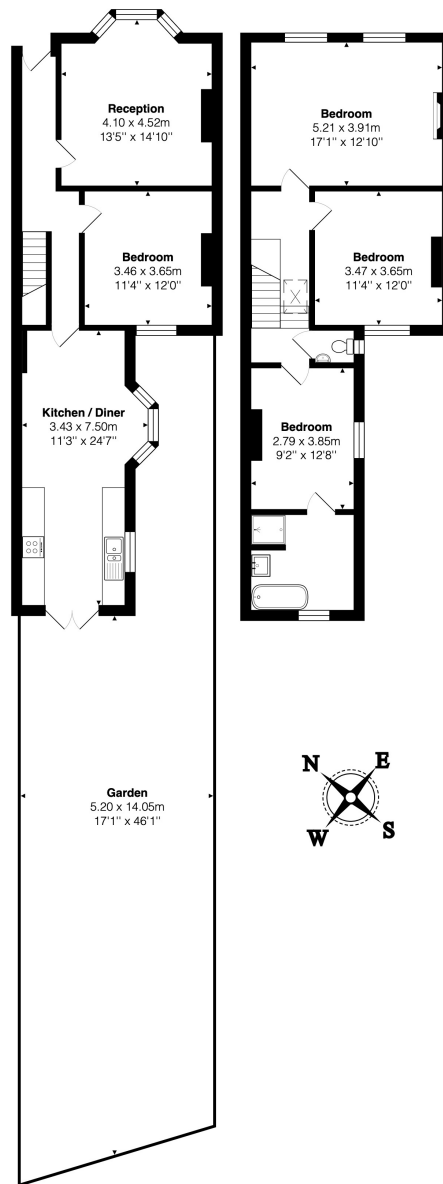 Reception
4.10 x 4.52m
13'5" x 14'10"
Bedroom
3.46 x 3.65m
11'4" x 12'0"
Kitchen / Diner
3.43 x 7.50m
11'3" x 24'7"
Garden
5.20 x 14.05m
17'1" x 46'1"
Bedroom
5.21 x 3.91m
17'1" x 12'10"
Bedroom
3.47 x 3.65m
11'4" x 12'0"
Bedroom
2.79 x 3.85m
9'2" x 12'8"
N E
W S